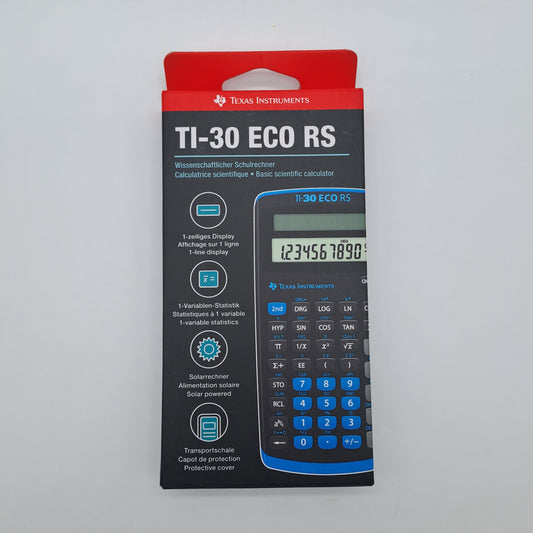 TEXAS INSTRUMENTS
TI-30 ECO RS
Wissenschaftlicher Schulrechner
Calculatrice scientifique • Basic scientific calculator
1-zeiliges Display
Affichage sur 1 ligne
1-line display
x̄=
1-Variablen-Statistik
Statistiques à 1 variable
1-variable statistics
Solarrechner
Alimentation solaire
Solar powered
Transportschale
Capot de protection
Protective cover
TI-30 ECO RS
1.234567890
TEXAS INSTRUMENTS
2nd DRG LOG LN
HYP SIN COS TAN
π 1/x x² √x
Σ+ EE ( )
STO 7 8 9
RCL 4 5 6
1 2 3
0 . +/−